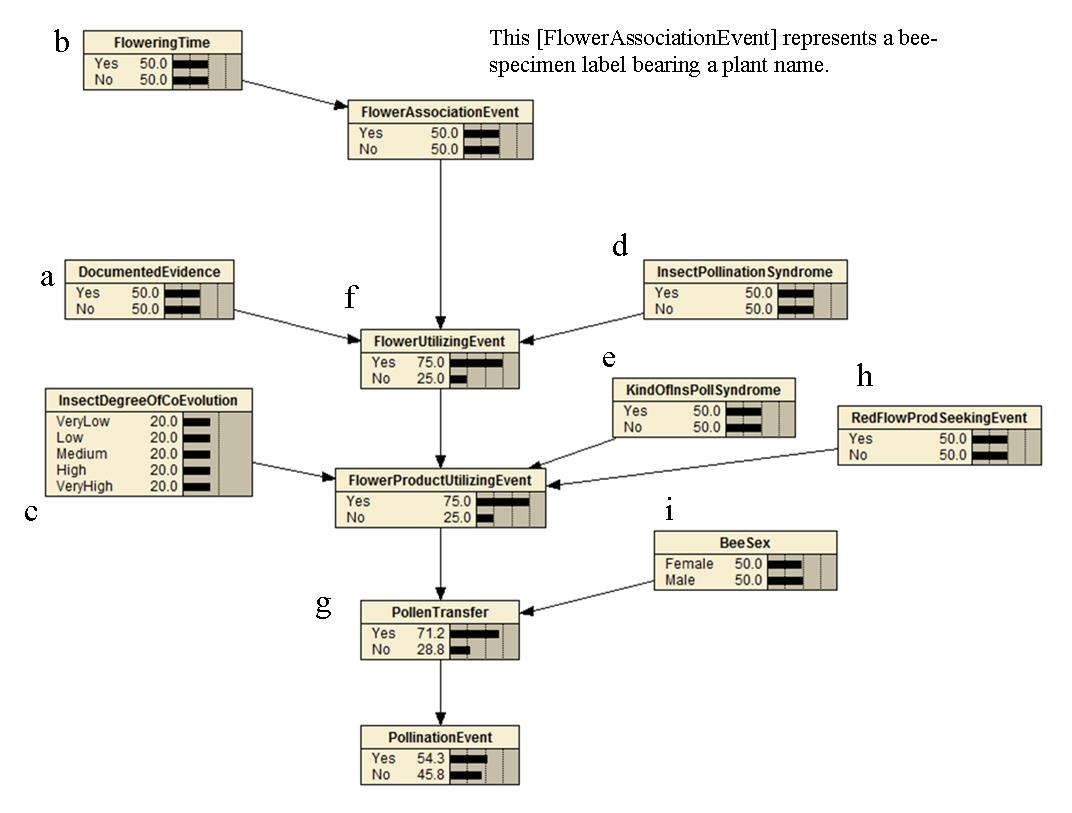 b
FloweringTime
Yes 50.0
No 50.0
This [FlowerAssociationEvent] represents a bee-
specimen label bearing a plant name.
FlowerAssociationEvent
Yes 50.0
No 50.0
a
DocumentedEvidence
Yes 50.0
No 50.0
d
InsectPollinationSyndrome
Yes 50.0
No 50.0
f
FlowerUtilizingEvent
Yes 75.0
No 25.0
c
InsectDegreeOfCoEvolution
VeryLow 20.0
Low 20.0
Medium 20.0
High 20.0
VeryHigh 20.0
e
KindOfInsPollSyndrome
Yes 50.0
No 50.0
h
RedFlowProdSeekingEvent
Yes 50.0
No 50.0
FlowerProductUtilizingEvent
Yes 75.0
No 25.0
i
BeeSex
Female 50.0
Male 50.0
g
PollenTransfer
Yes 71.2
No 28.8
PollinationEvent
Yes 54.3
No 45.8